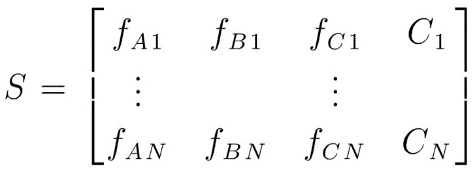 f_{A1} f_{B1} f_{C1} C_1
S = ⋮ ⋮
f_{AN} f_{BN} f_{CN} C_N